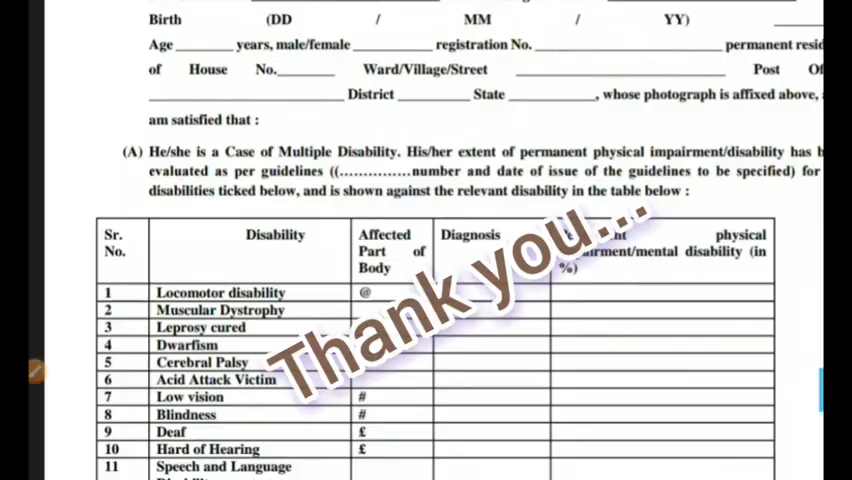 Birth (DD / MM / YY)
Age ________ years, male/female ___________ registration No. __________________________ permanent
of House No.________ Ward/Village/Street _____________________________ Post
___________________________ District __________ State ____________, whose photograph is affixed above,
am satisfied that :
(A) He/she is a Case of Multiple Disability. His/her extent of permanent physical impairment/disability has
evaluated as per guidelines ((...............number and date of issue of the guidelines to be specified) for
disabilities ticked below, and is shown against the relevant disability in the table below :
Sr. No. Disability Affected Part of Body Diagnosis physical disability (in %)
1 Locomotor disability @
2 Muscular Dystrophy
3 Leprosy cured
4 Dwarfism
5 Cerebral Palsy
6 Acid Attack Victim
7 Low vision #
8 Blindness #
9 Deaf £
10 Hard of Hearing £
11 Speech and Language
Thank you...